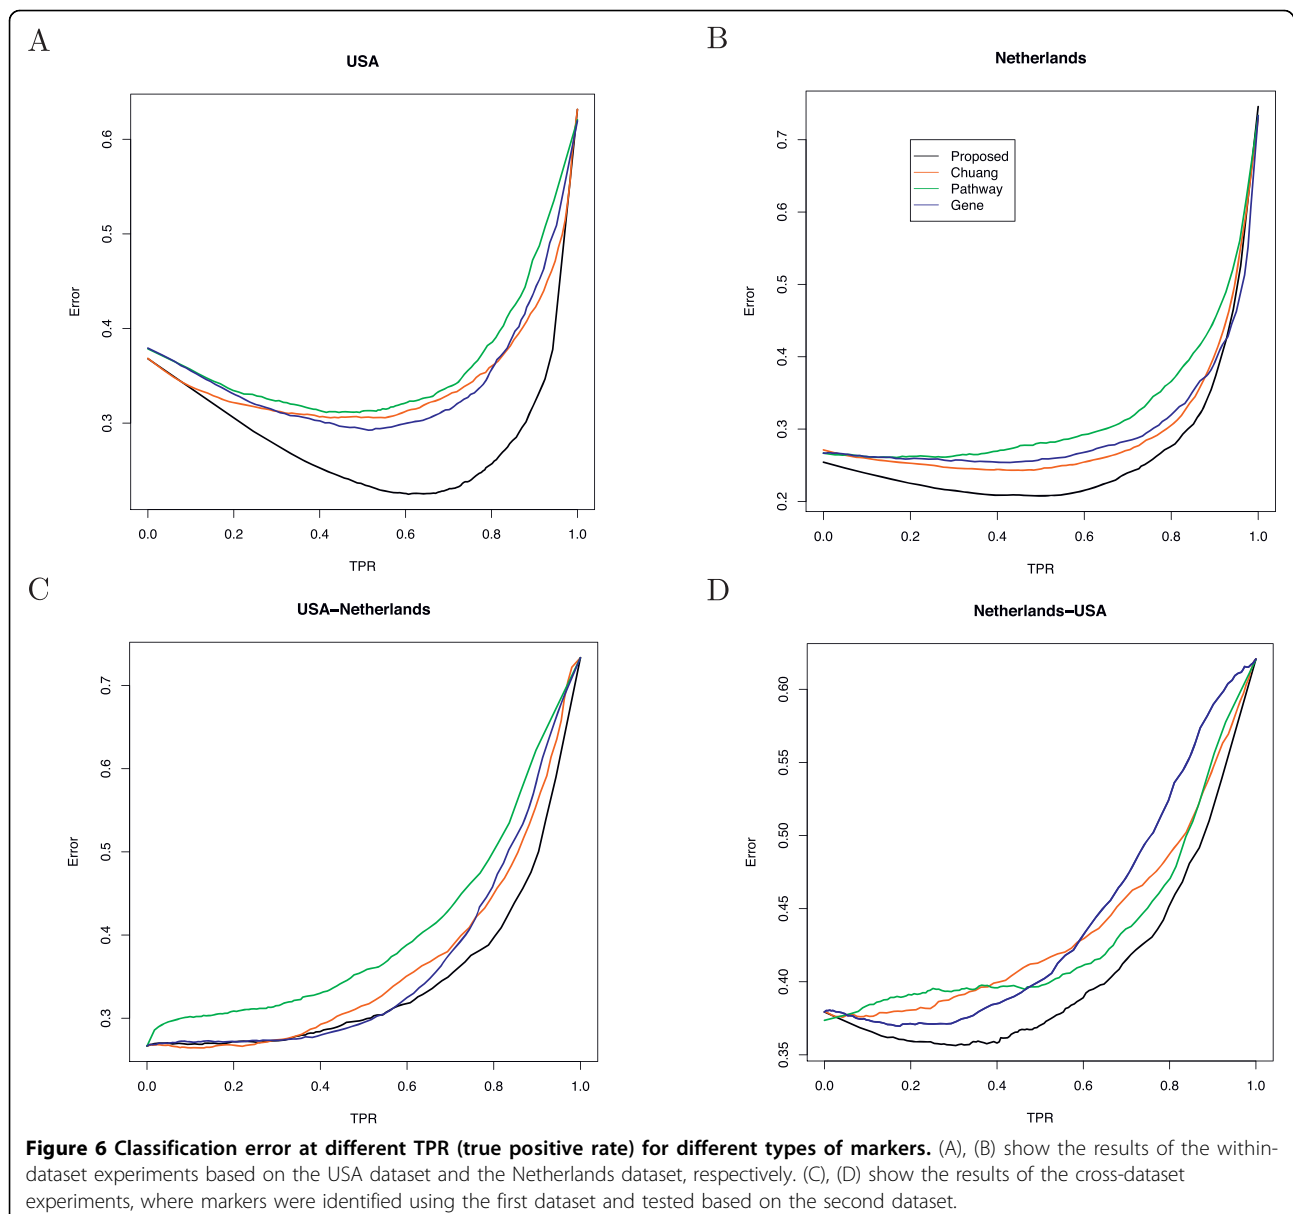 A
USA
0.6
0.5
0.4
0.3
Error
0.0 0.2 0.4 0.6 0.8 1.0
TPR
B
Netherlands
Proposed
Chuang
Pathway
Gene
0.7
0.6
0.5
0.4
0.3
0.2
Error
0.0 0.2 0.4 0.6 0.8 1.0
TPR
C
USA–Netherlands
0.7
0.6
0.5
0.4
0.3
Error
0.0 0.2 0.4 0.6 0.8 1.0
TPR
D
Netherlands–USA
0.60
0.55
0.50
0.45
0.40
0.35
Error
0.0 0.2 0.4 0.6 0.8 1.0
TPR
Figure 6 Classification error at different TPR (true positive rate) for different types of markers. (A), (B) show the results of the within-
dataset experiments based on the USA dataset and the Netherlands dataset, respectively. (C), (D) show the results of the cross-dataset
experiments, where markers were identified using the first dataset and tested based on the second dataset.